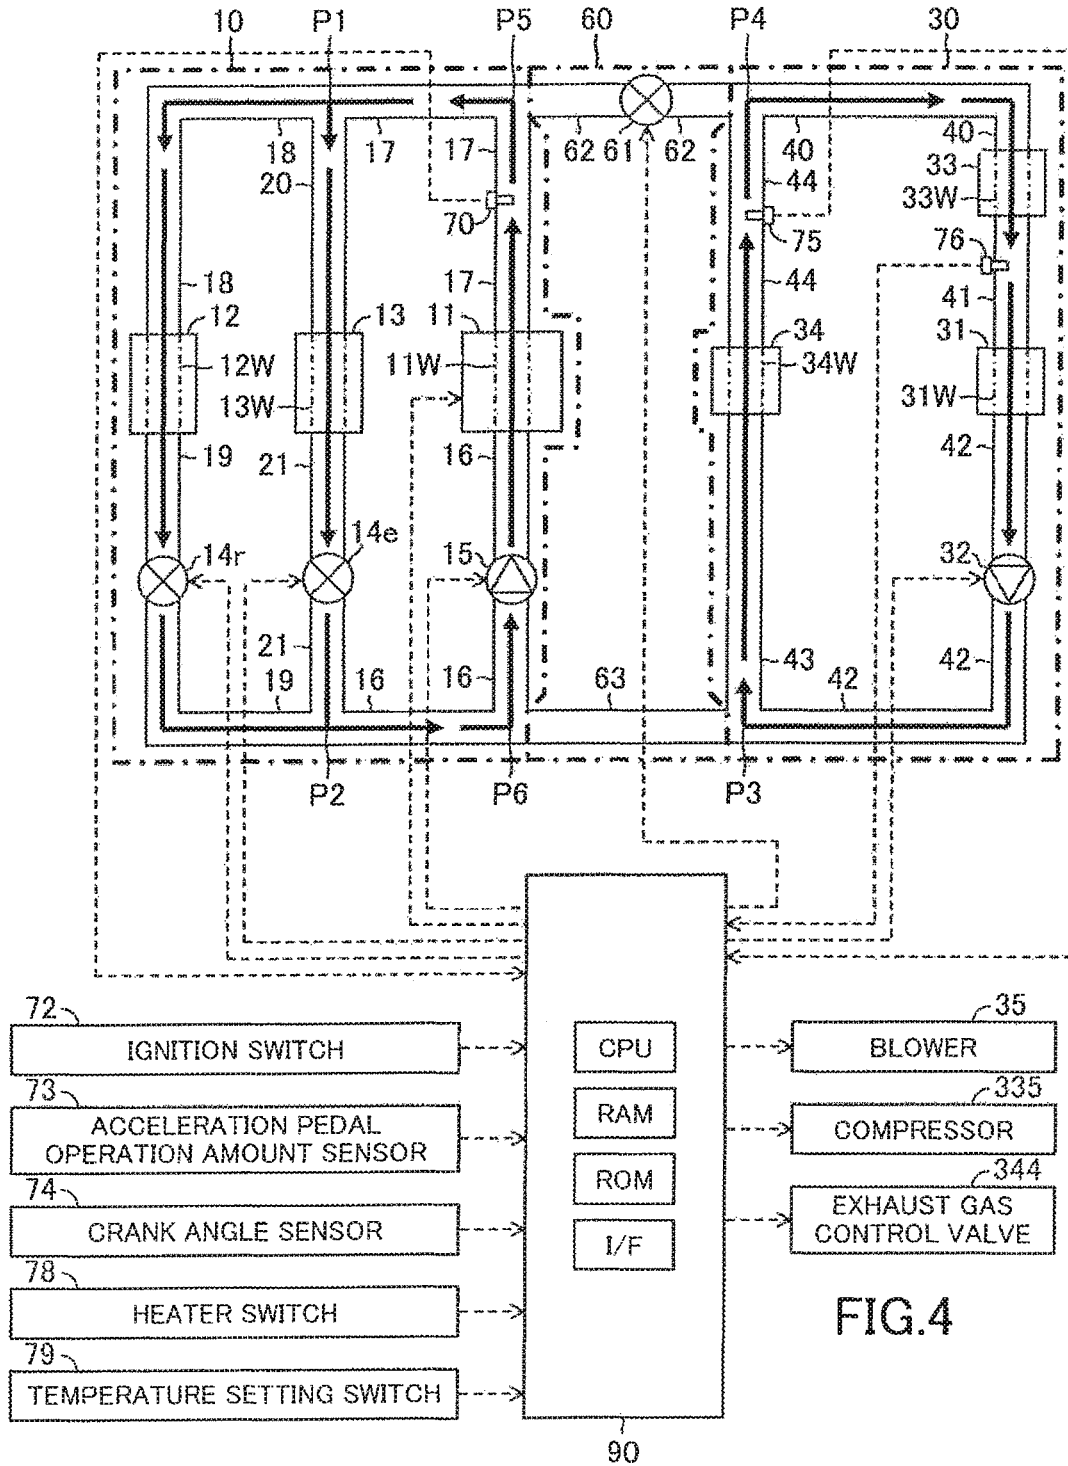 10 P1 P5 60 P4 30
18 17 62 61 62 40 40
20 17 44 33
33W
70 75 76
18 17 44 41
12 13 11 34 31
12W 11W 34W
13W 31W
19 21 16 42
14r 14e 15 32
21 16 43 42
19 16 63 42
P2 P6 P3
72
IGNITION SWITCH
73
ACCELERATION PEDAL
OPERATION AMOUNT SENSOR
74
CRANK ANGLE SENSOR
78
HEATER SWITCH
79
TEMPERATURE SETTING SWITCH
CPU
RAM
ROM
I/F
90
35
BLOWER
335
COMPRESSOR
344
EXHAUST GAS
CONTROL VALVE
FIG.4